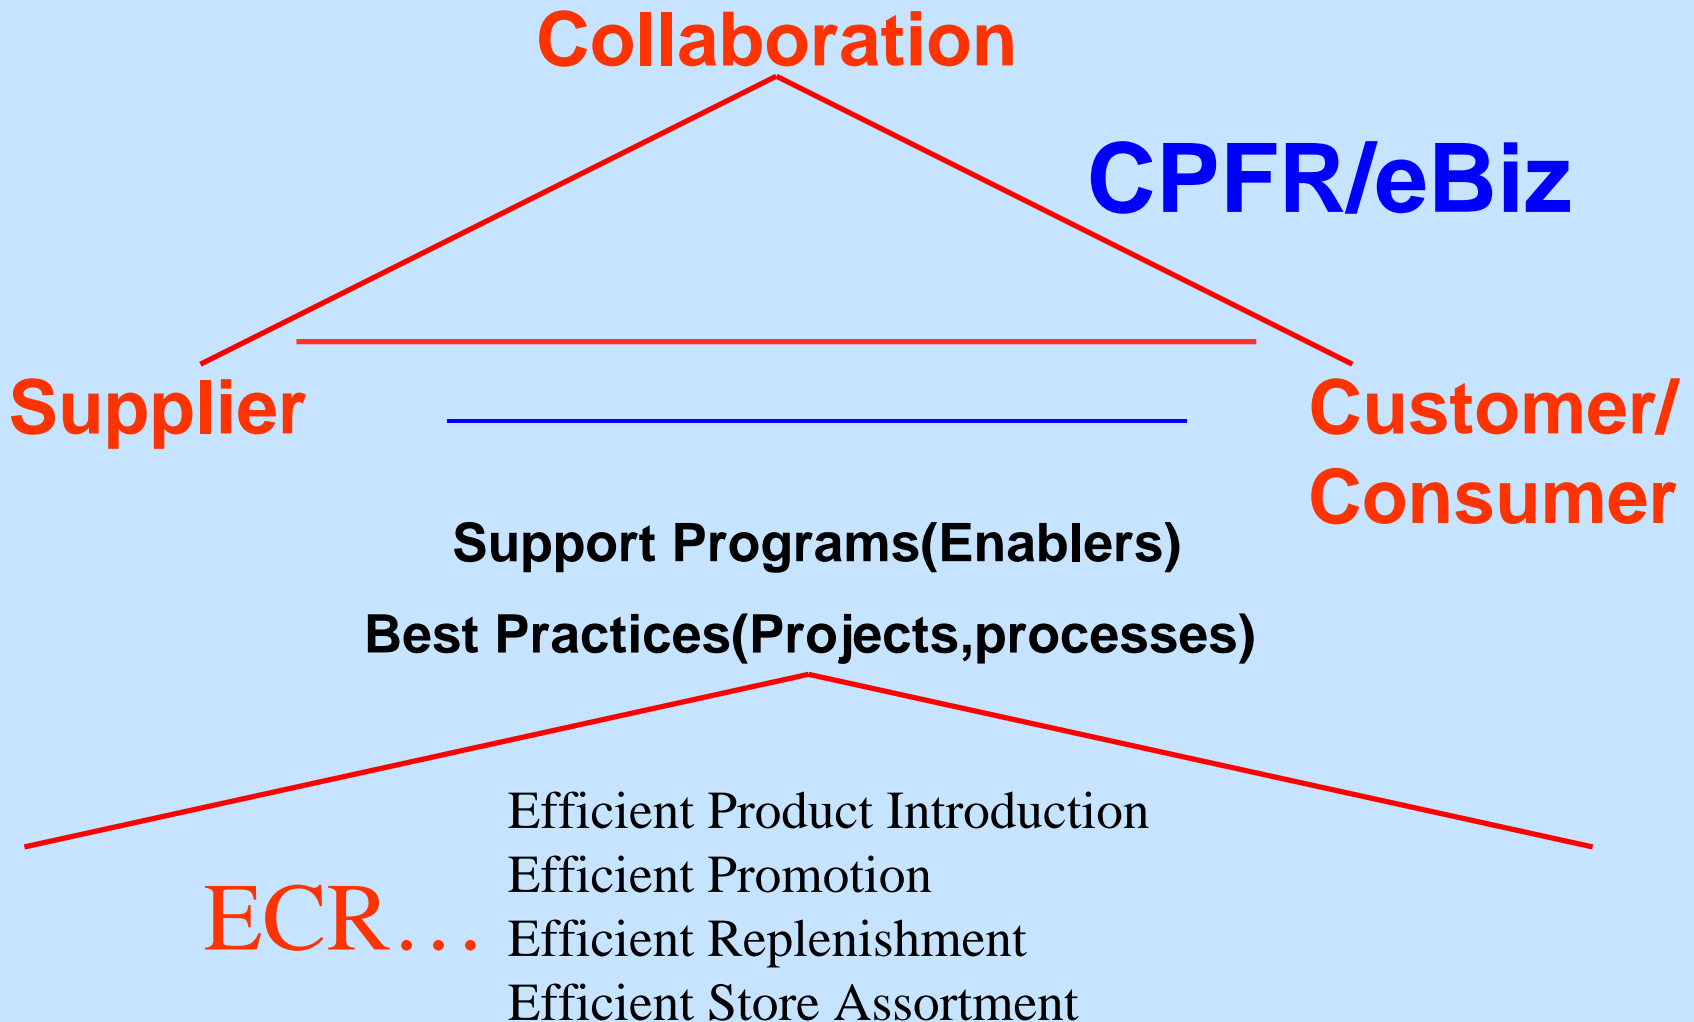 Collaboration
CPFR/eBiz
Supplier
Customer/
Consumer
Support Programs(Enablers)
Best Practices(Projects,processes)
ECR...
Efficient Product Introduction
Efficient Promotion
Efficient Replenishment
Efficient Store Assortment